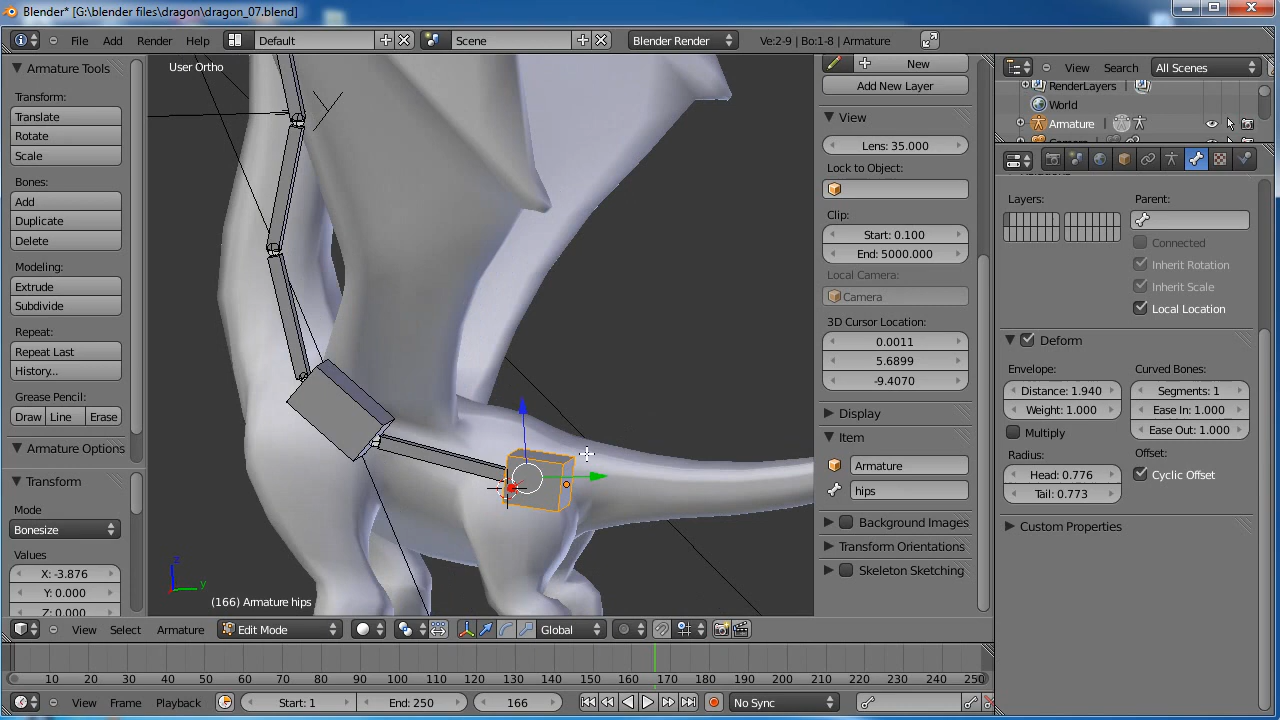 Blender* [G:\blender files\dragon\dragon_07.blend]
File Add Render Help Default Scene Blender Render Ve:2-9 | Bo:1-8 | Armature
Armature Tools
Transform:
Translate
Rotate
Scale
Bones:
Add
Duplicate
Delete
Modeling:
Extrude
Subdivide
Repeat:
Repeat Last
History...
Grease Pencil:
Draw Line Erase
Armature Options
Transform
Mode
Bonesize
Values
X: -3.876
Y: 0.000
Z: 0.000
User Ortho
z
y
(166) Armature hips
New
Add New Layer
View
Lens: 35.000
Lock to Object:
Clip:
Start: 0.100
End: 5000.000
Local Camera:
Camera
3D Cursor Location:
0.0011
5.6899
-9.4070
Display
Item
Armature
hips
Background Images
Transform Orientations
Skeleton Sketching
View Search All Scenes
RenderLayers
World
Armature
Layers:
Parent:
Connected
Inherit Rotation
Inherit Scale
Local Location
Deform
Envelope:
Distance: 1.940
Weight: 1.000
Multiply
Radius:
Head: 0.776
Tail: 0.773
Curved Bones:
Segments: 1
Ease In: 1.000
Ease Out: 1.000
Offset:
Cyclic Offset
Custom Properties
View Select Armature Edit Mode Global
10 20 30 40 50 60 70 80 90 100 110 120 130 140 150 160 170 180 190 200 210 220 230 240 250
View Frame Playback Start: 1 End: 250 166 No Sync